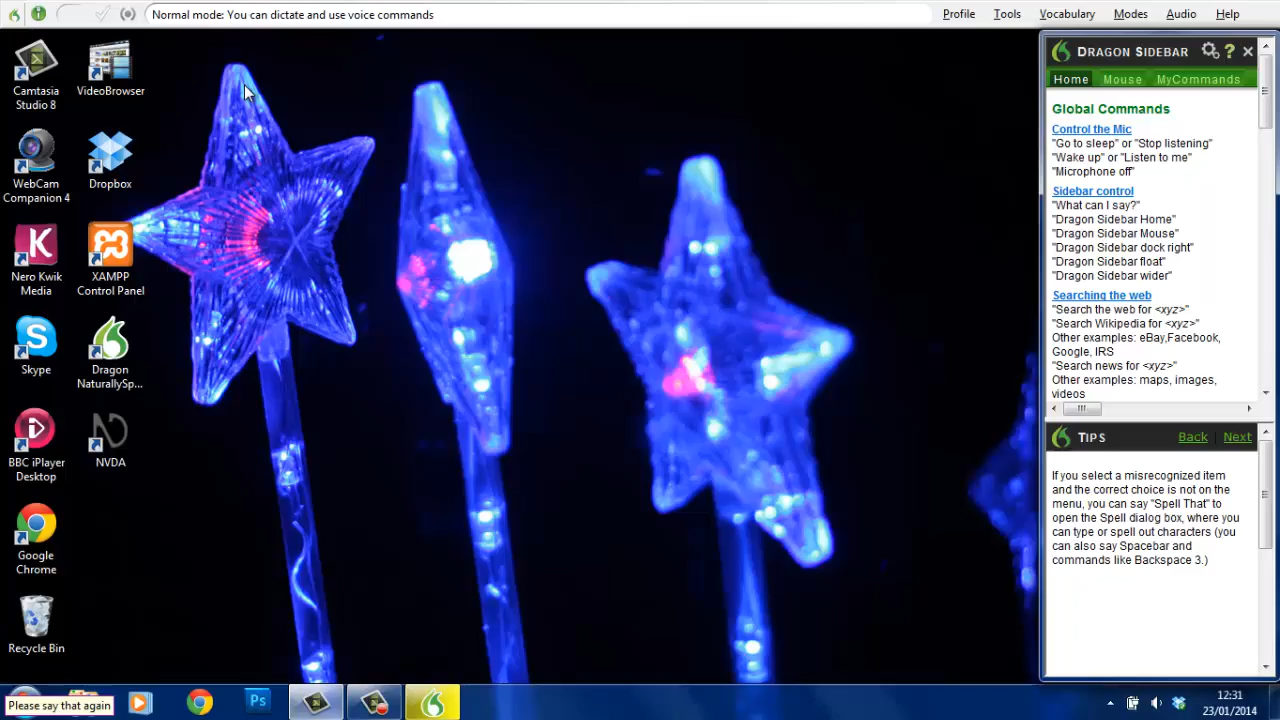 Normal mode: You can dictate and use voice commands
Profile Tools Vocabulary Modes Audio Help
Camtasia
Studio 8
VideoBrowser
WebCam
Companion 4
Dropbox
Nero Kwik
Media
XAMPP
Control Panel
Skype
Dragon
NaturallySp...
BBC iPlayer
Desktop
NVDA
Google
Chrome
Recycle Bin
DRAGON SIDEBAR
Home Mouse MyCommands
Global Commands
Control the Mic
"Go to sleep" or "Stop listening"
"Wake up" or "Listen to me"
"Microphone off"
Sidebar control
"What can I say?"
"Dragon Sidebar Home"
"Dragon Sidebar Mouse"
"Dragon Sidebar dock right"
"Dragon Sidebar float"
"Dragon Sidebar wider"
Searching the web
"Search the web for <xyz>"
"Search Wikipedia for <xyz>"
Other examples: eBay,Facebook,
Google, IRS
"Search news for <xyz>"
Other examples: maps, images,
videos
TIPS Back Next
If you select a misrecognized item
and the correct choice is not on the
menu, you can say "Spell That" to
open the Spell dialog box, where you
can type or spell out characters (you
can also say Spacebar and
commands like Backspace 3.)
Please say that again
Ps
12:31
23/01/2014